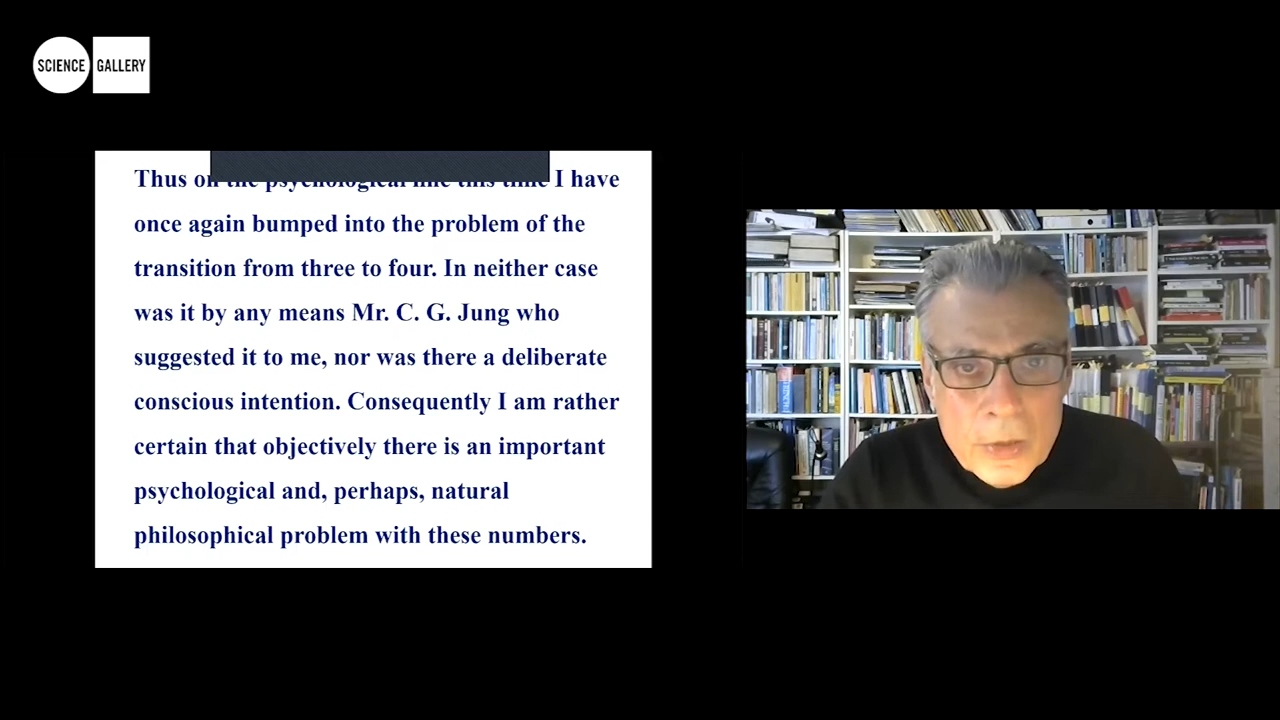 SCIENCE GALLERY
Thus on the psychological line this time I have
once again bumped into the problem of the
transition from three to four. In neither case
was it by any means Mr. C. G. Jung who
suggested it to me, nor was there a deliberate
conscious intention. Consequently I am rather
certain that objectively there is an important
psychological and, perhaps, natural
philosophical problem with these numbers.